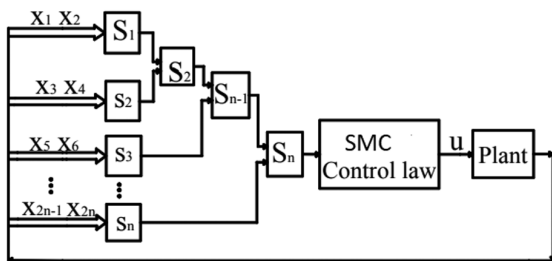 X1 X2
S1
X3 X4
S2
S2
Sn-1
X5 X6
S3
Sn
SMC
Control law
u
Plant
X2n-1 X2n
Sn